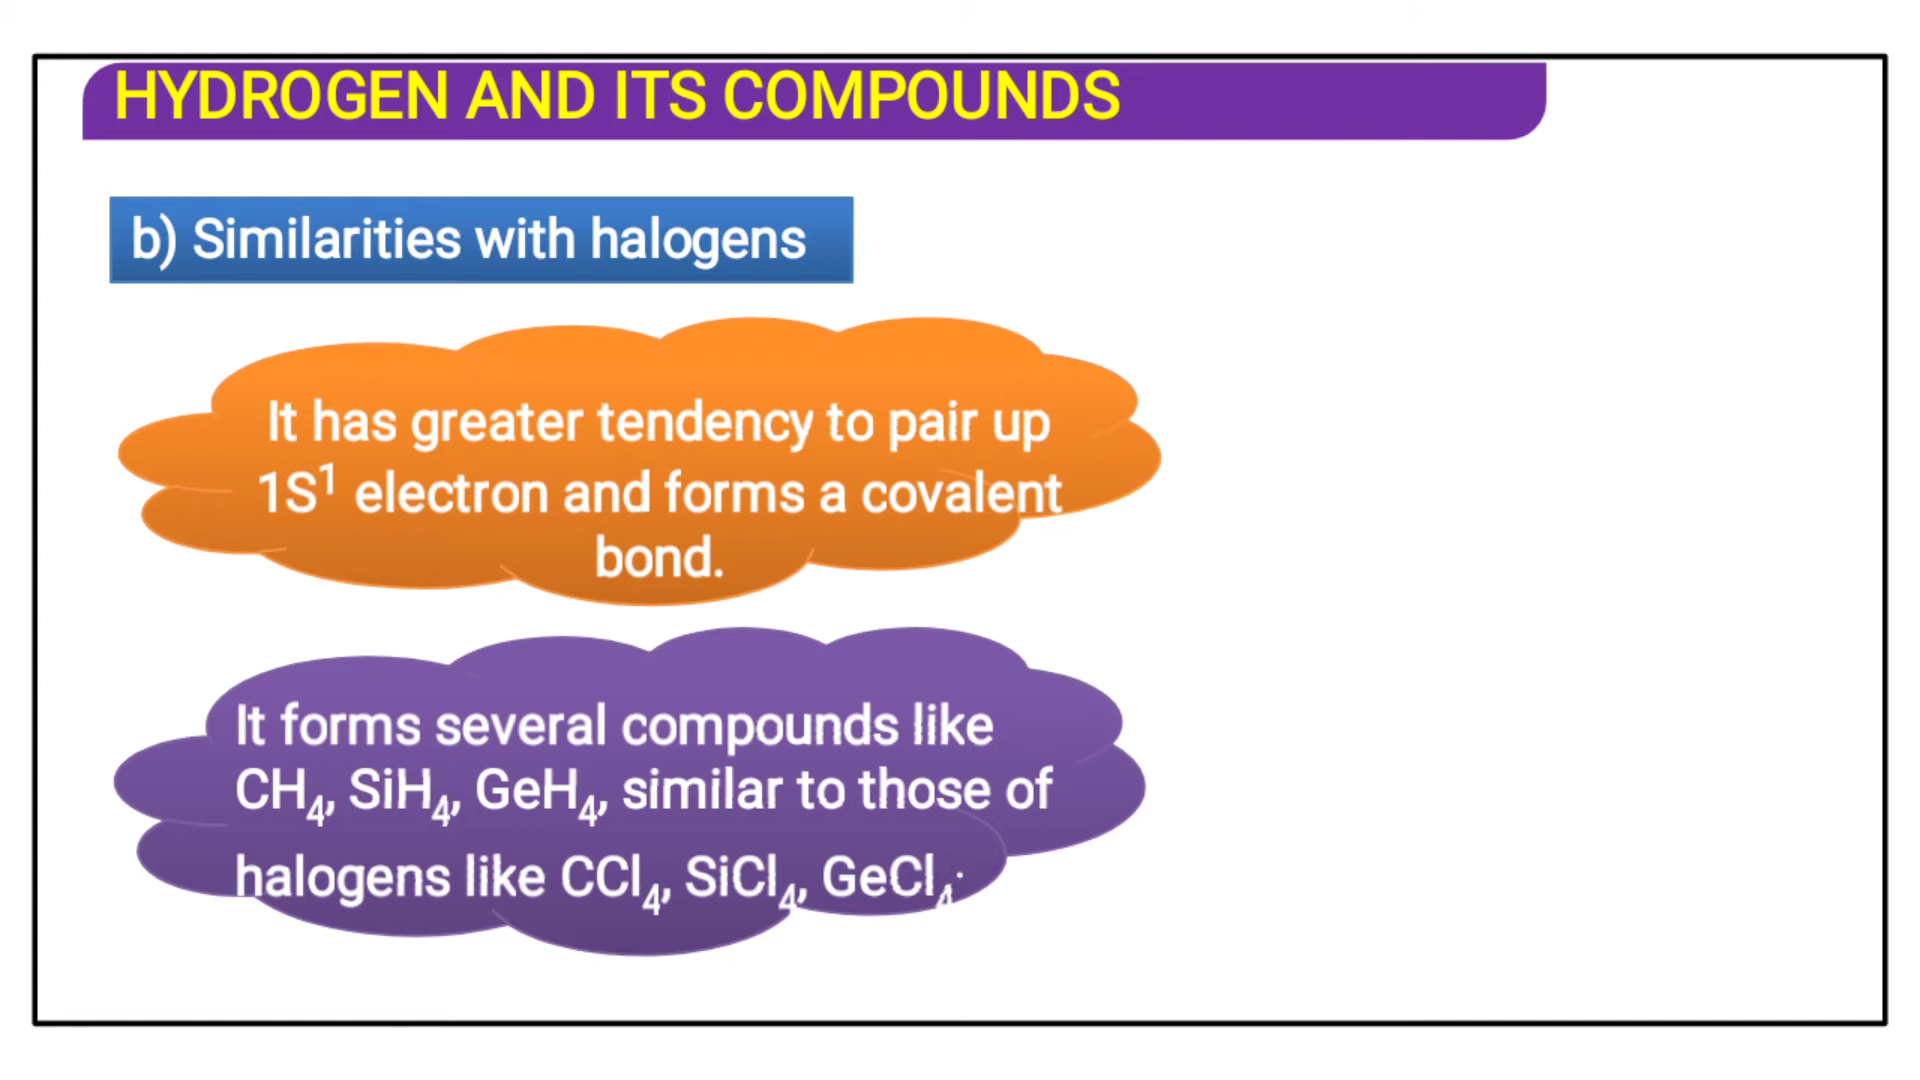 HYDROGEN AND ITS COMPOUNDS
b) Similarities with halogens
It has greater tendency to pair up
1S¹ electron and forms a covalent
bond.
It forms several compounds like
CH₄, SiH₄, GeH₄, similar to those of
halogens like CCl₄, SiCl₄, GeCl₄.